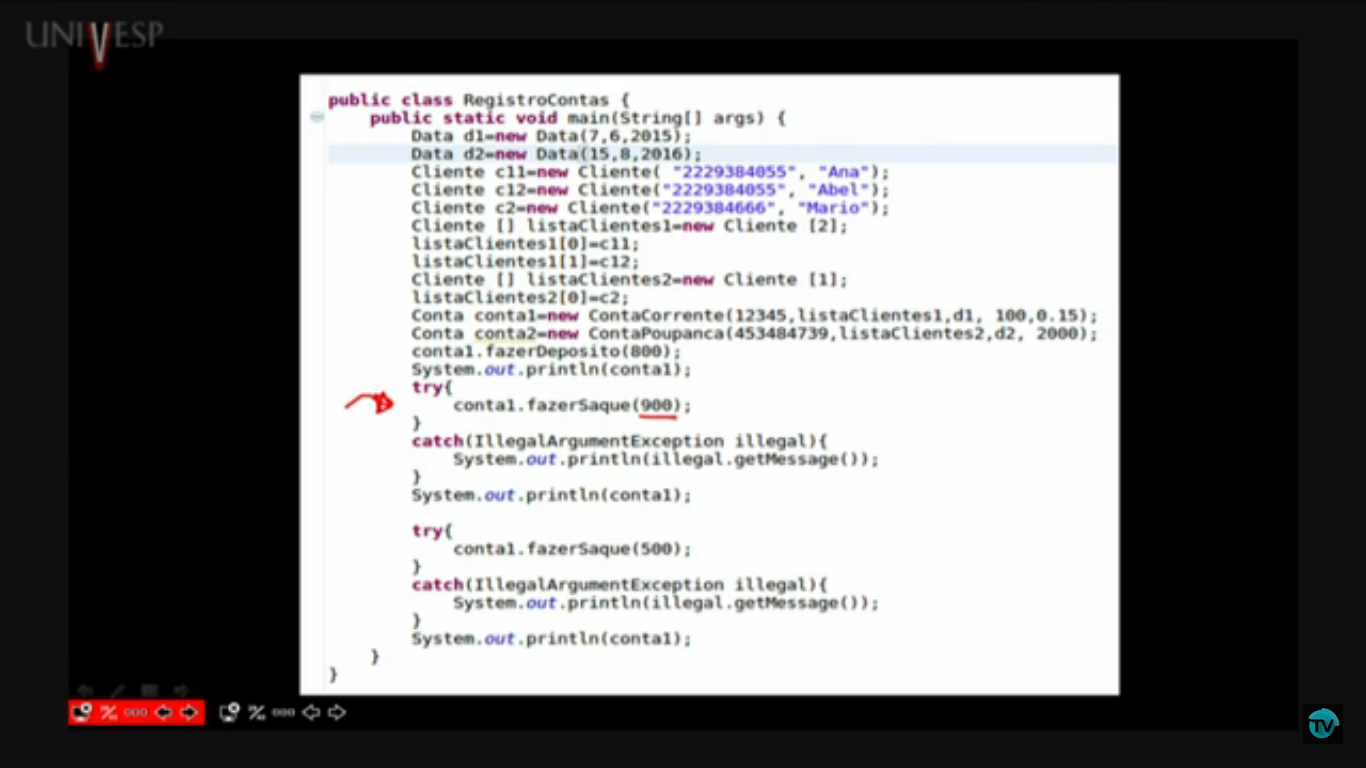 UNIVESP
public class RegistroContas {
public static void main(String[] args) {
Data d1=new Data(7,6,2015);
Data d2=new Data(15,8,2016);
Cliente c11=new Cliente( "2229384055", "Ana");
Cliente c12=new Cliente("2229384055", "Abel");
Cliente c2=new Cliente("2229384666", "Mario");
Cliente [] listaClientes1=new Cliente [2];
listaClientes1[0]=c11;
listaClientes1[1]=c12;
Cliente [] listaClientes2=new Cliente [1];
listaClientes2[0]=c2;
Conta conta1=new ContaCorrente(12345,listaClientes1,d1, 100,0.15);
Conta conta2=new ContaPoupanca(453484739,listaClientes2,d2, 2000);
conta1.fazerDeposito(800);
System.out.println(conta1);
try{
conta1.fazerSaque(900);
}
catch(IllegalArgumentException illegal){
System.out.println(illegal.getMessage());
}
System.out.println(conta1);
try{
conta1.fazerSaque(500);
}
catch(IllegalArgumentException illegal){
System.out.println(illegal.getMessage());
}
System.out.println(conta1);
}
}
TV